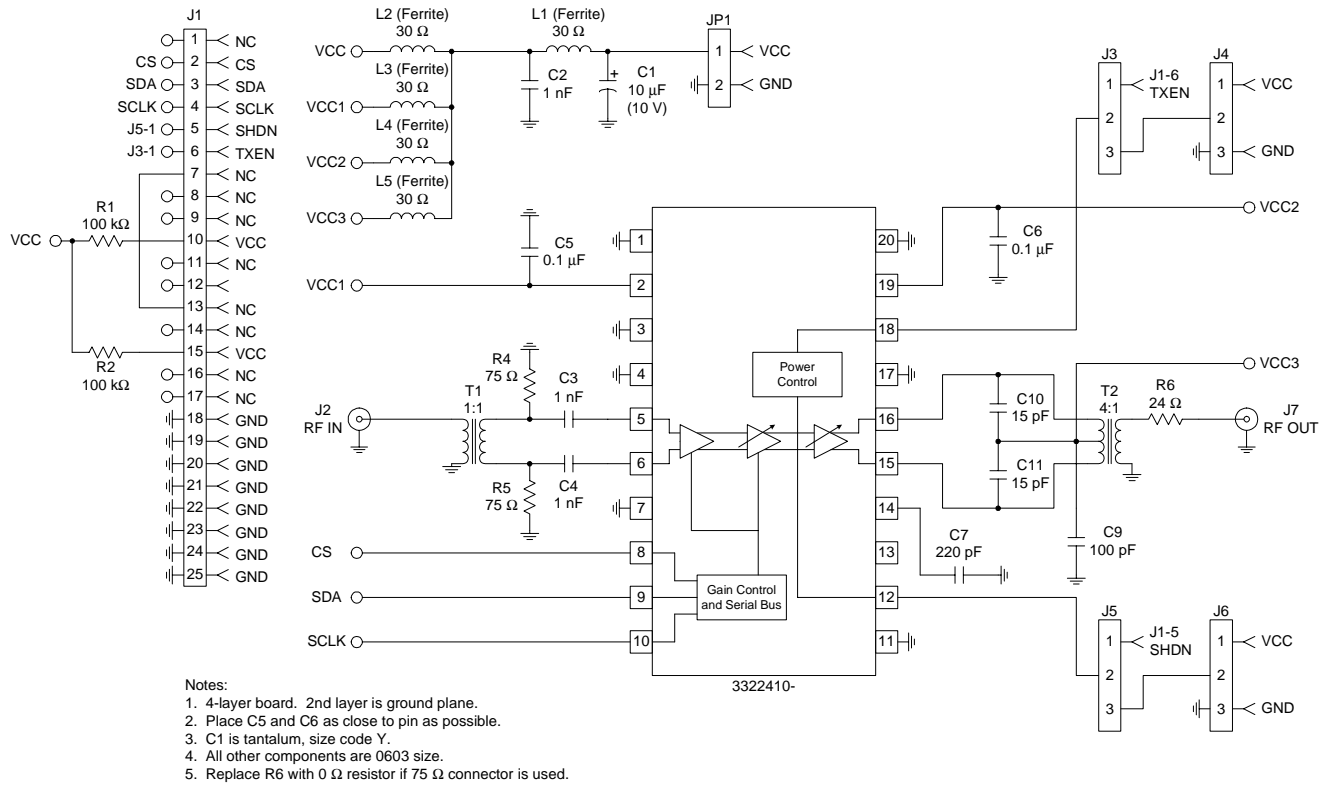 J1
1 NC
CS 2 CS
SDA 3 SDA
SCLK 4 SCLK
J5-1 5 SHDN
J3-1 6 TXEN
7 NC
8 NC
9 NC
10 VCC
11 NC
12
13 NC
14 NC
15 VCC
16 NC
17 NC
18 GND
19 GND
20 GND
21 GND
22 GND
23 GND
24 GND
25 GND
VCC
R1
100 kΩ
R2
100 kΩ
L2 (Ferrite)
30 Ω
VCC
L3 (Ferrite)
30 Ω
VCC1
L4 (Ferrite)
30 Ω
VCC2
L5 (Ferrite)
30 Ω
VCC3
L1 (Ferrite)
30 Ω
C2
1 nF
+
C1
10 µF
(10 V)
JP1
1 VCC
2 GND
J3
1 J1-6
TXEN
2
3
J4
1 VCC
2
3 GND
C5
0.1 µF
VCC1
J2
RF IN
T1
1:1
R4
75 Ω
C3
1 nF
R5
75 Ω
C4
1 nF
CS
SDA
SCLK
1
2
3
4
5
6
7
8
9
10
Power
Control
Gain Control
and Serial Bus
20
19
18
17
16
15
14
13
12
11
3322410-
C6
0.1 µF
VCC2
VCC3
C10
15 pF
C11
15 pF
T2
4:1
R6
24 Ω
J7
RF OUT
C7
220 pF
C9
100 pF
J5
1 J1-5
SHDN
2
3
J6
1 VCC
2
3 GND
Notes:
1. 4-layer board. 2nd layer is ground plane.
2. Place C5 and C6 as close to pin as possible.
3. C1 is tantalum, size code Y.
4. All other components are 0603 size.
5. Replace R6 with 0 Ω resistor if 75 Ω connector is used.